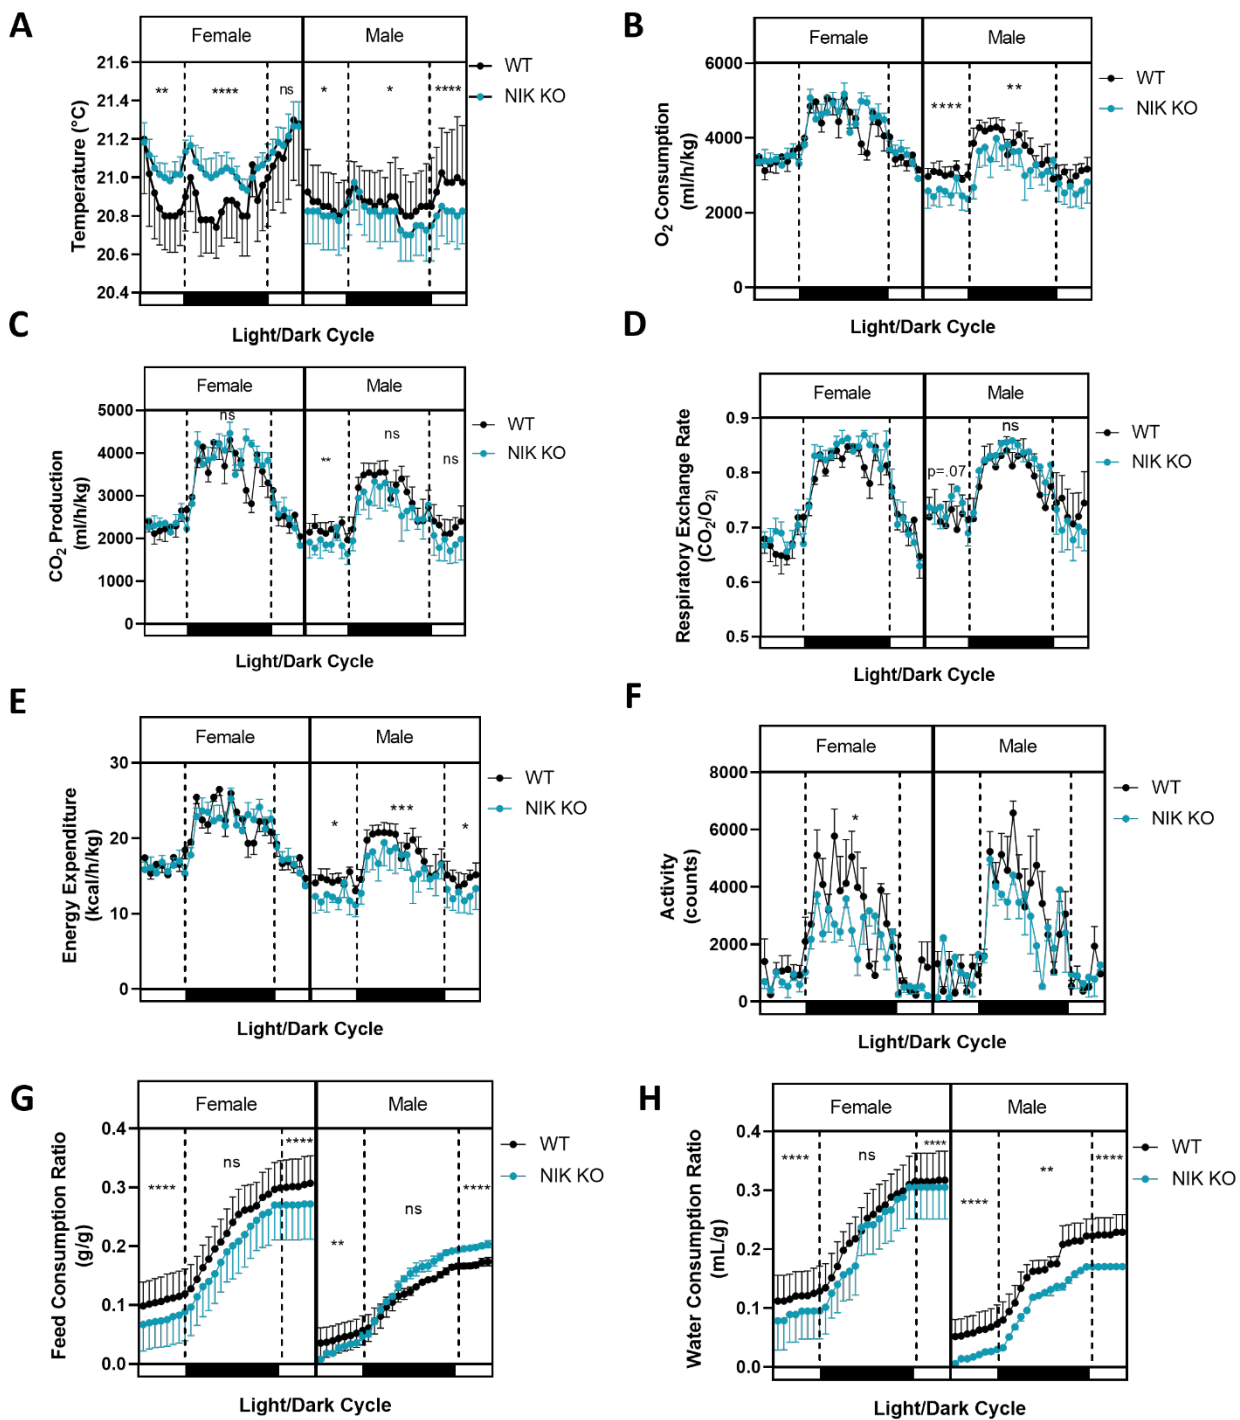 A
Female
Male
WT
NIK KO
** **** ns * * ****
Temperature (°C)
21.6
21.4
21.2
21.0
20.8
20.6
20.4
Light/Dark Cycle
B
Female
Male
WT
NIK KO
**** **
O2 Consumption
(ml/h/kg)
6000
4000
2000
0
Light/Dark Cycle
C
Female
Male
WT
NIK KO
ns ** ns ns
CO2 Production
(ml/h/kg)
5000
4000
3000
2000
1000
0
Light/Dark Cycle
D
Female
Male
WT
NIK KO
p=.07 ns
Respiratory Exchange Rate
(CO2/O2)
0.9
0.8
0.7
0.6
0.5
Light/Dark Cycle
E
Female
Male
WT
NIK KO
* *** *
Energy Expenditure
(kcal/h/kg)
30
20
10
0
Light/Dark Cycle
F
Female
Male
WT
NIK KO
*
Activity
(counts)
8000
6000
4000
2000
0
Light/Dark Cycle
G
Female
Male
WT
NIK KO
**** ns **** ** ns ****
Feed Consumption Ratio
(g/g)
0.4
0.3
0.2
0.1
0.0
Light/Dark Cycle
H
Female
Male
WT
NIK KO
**** ns **** **** ** ****
Water Consumption Ratio
(mL/g)
0.4
0.3
0.2
0.1
0.0
Light/Dark Cycle